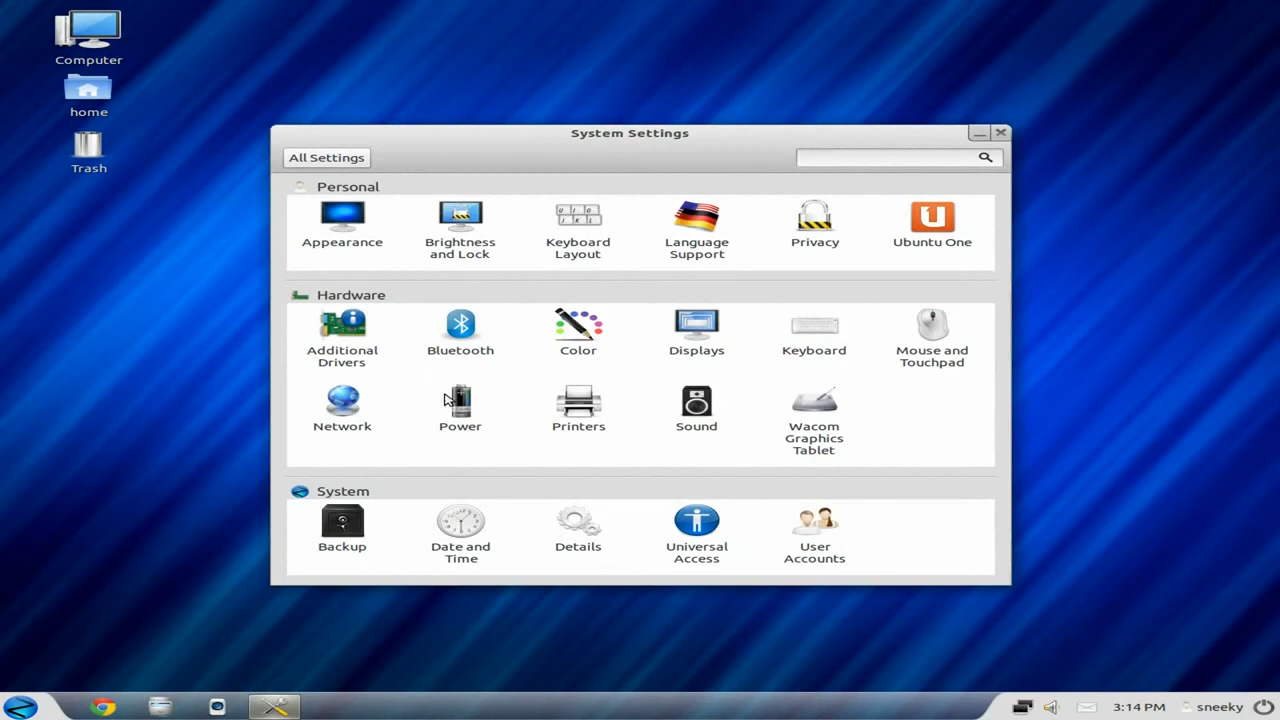 Computer
home
Trash
System Settings
All Settings
Personal
Appearance
Brightness
and Lock
Keyboard
Layout
Language
Support
Privacy
Ubuntu One
Hardware
Additional
Drivers
Bluetooth
Color
Displays
Keyboard
Mouse and
Touchpad
Network
Power
Printers
Sound
Wacom
Graphics
Tablet
System
Backup
Date and
Time
Details
Universal
Access
User
Accounts
3:14 PM
sneeky